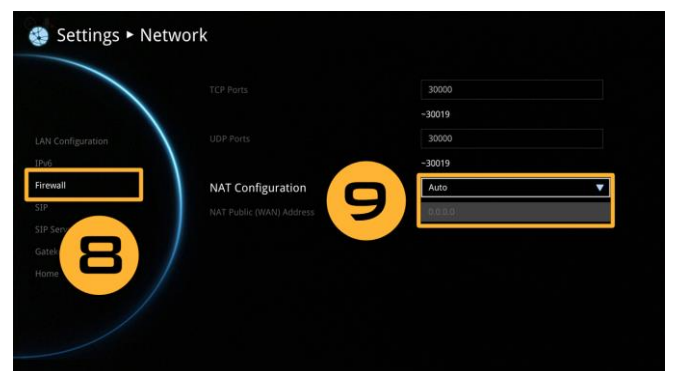 Settings ▸ Network
TCP Ports 30000
~30019
LAN Configuration
UDP Ports 30000
IPv6
~30019
Firewall
NAT Configuration Auto
SIP
NAT Public (WAN) Address 0.0.0.0
SIP
Home
8
9